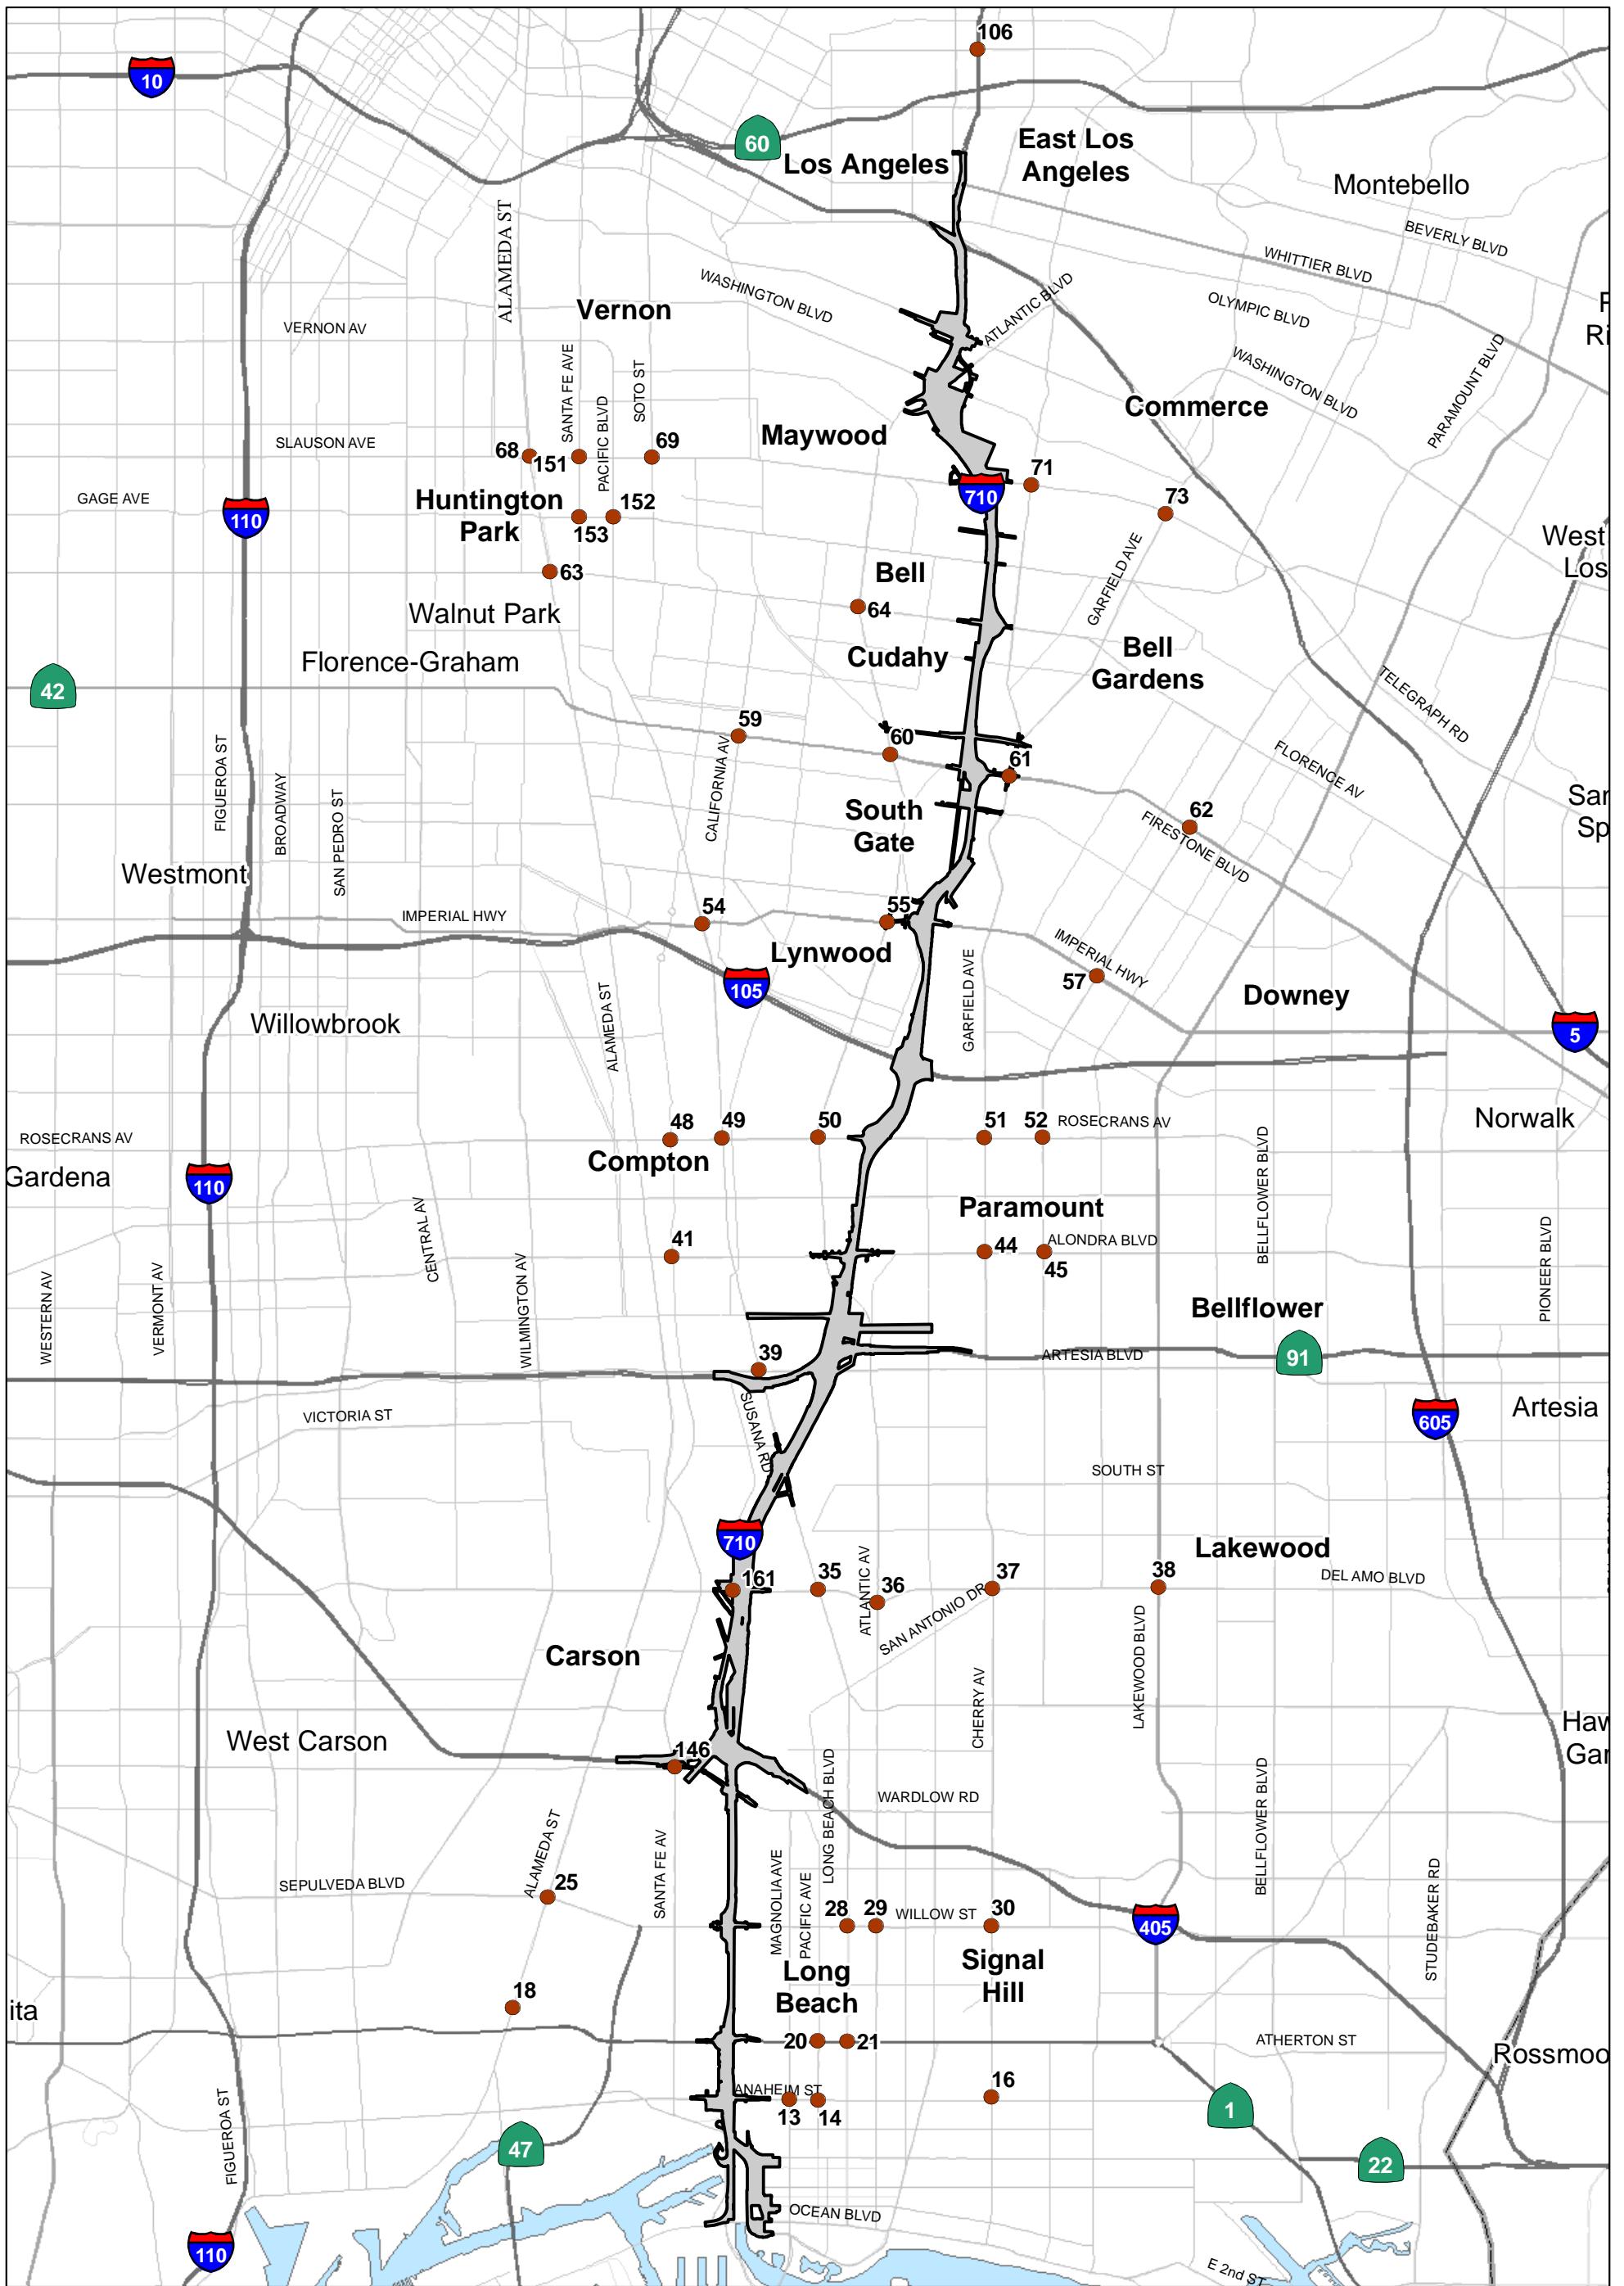 106
10
60
East Los
Angeles
Los Angeles
Montebello
ALAMEDA ST
BEVERLY BLVD
WHITTIER BLVD
WASHINGTON BLVD
ATLANTIC BLVD
OLYMPIC BLVD
Vernon
VERNON AV
SANTA FE AVE
SOTO ST
PACIFIC BLVD
WASHINGTON BLVD
PARAMOUNT BLVD
Commerce
Maywood
SLAUSON AVE
68
151
69
71
710
73
GAGE AVE
110
Huntington
Park
152
153
West
Los
63
Bell
64
GARFIELD AVE
Walnut Park
Florence-Graham
Cudahy
Bell
Gardens
42
TELEGRAPH RD
59
60
61
CALIFORNIA AV
FIGUEROA ST
BROADWAY
SAN PEDRO ST
FLORENCE AV
South
Gate
62
FIRESTONE BLVD
Westmont
IMPERIAL HWY
54
55
Lynwood
IMPERIAL HWY
57
105
GARFIELD AVE
Downey
Willowbrook
ALAMEDA ST
5
48
49
50
51
52
ROSECRANS AV
ROSECRANS AV
Norwalk
Compton
Gardena
110
BELLFLOWER BLVD
Paramount
41
44
ALONDRA BLVD
45
CENTRAL AV
WILMINGTON AV
WESTERN AV
VERMONT AV
PIONEER BLVD
Bellflower
39
ARTESIA BLVD
91
SUSANA RD
VICTORIA ST
Artesia
605
SOUTH ST
710
Lakewood
161
35
ATLANTIC AV
36
SAN ANTONIO DR
37
38
DEL AMO BLVD
Carson
CHERRY AV
LAKEWOOD BLVD
West Carson
146
LONG BEACH BLVD
WARDLOW RD
BELLFLOWER BLVD
ALAMEDA ST
SEPULVEDA BLVD
25
SANTA FE AV
MAGNOLIA AVE
PACIFIC AVE
28
29
WILLOW ST
30
405
STUDEBAKER RD
Signal
Hill
Long
Beach
18
ita
20
21
ATHERTON ST
ANAHEIM ST
13
14
16
1
47
22
FIGUEROA ST
OCEAN BLVD
110
E 2nd ST